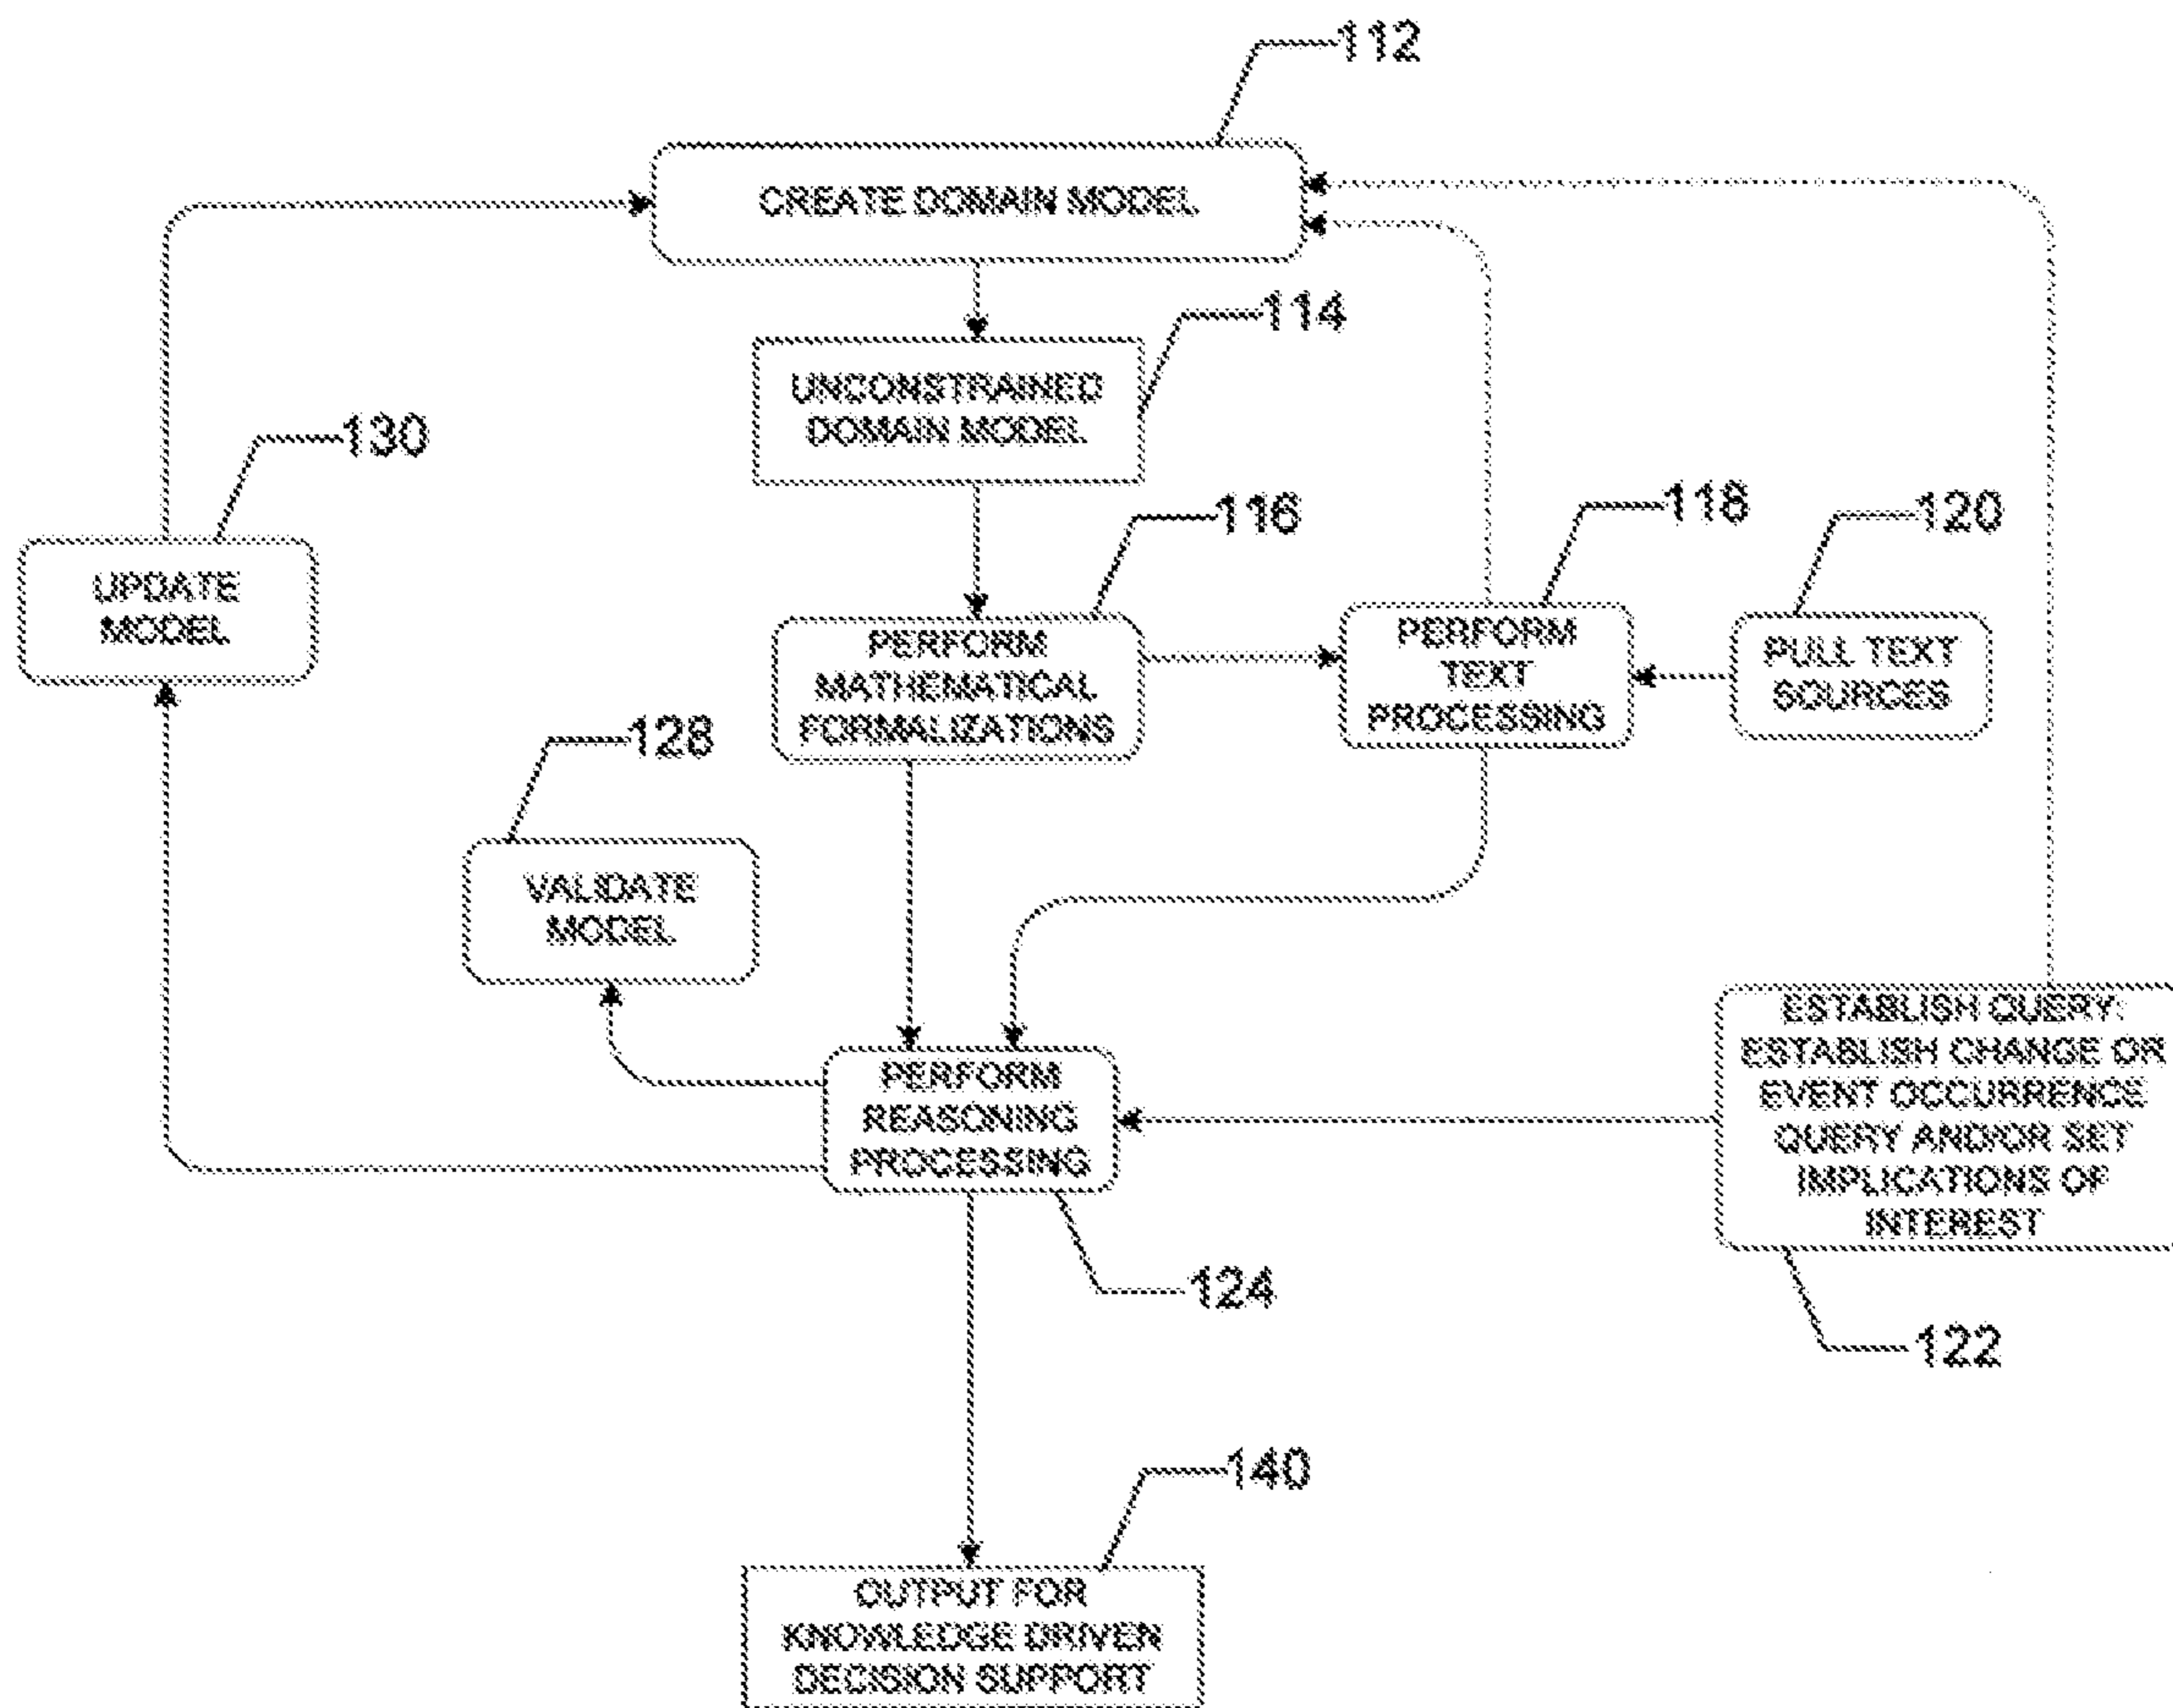 112
CREATE DOMAIN MODEL
114
UNCONSTRAINED
DOMAIN MODEL
130
116
118
120
UPDATE
MODEL
PERFORM
MATHEMATICAL
FORMALIZATIONS
PERFORM
TEXT
PROCESSING
PULL TEXT
SOURCES
128
VALIDATE
MODEL
PERFORM
REASONING
PROCESSING
ESTABLISH QUERY:
ESTABLISH CHANGE OR
EVENT OCCURRENCE
QUERY AND/OR SET
IMPLICATIONS OF
INTEREST
124
122
140
OUTPUT FOR
KNOWLEDGE DRIVEN
DECISION SUPPORT